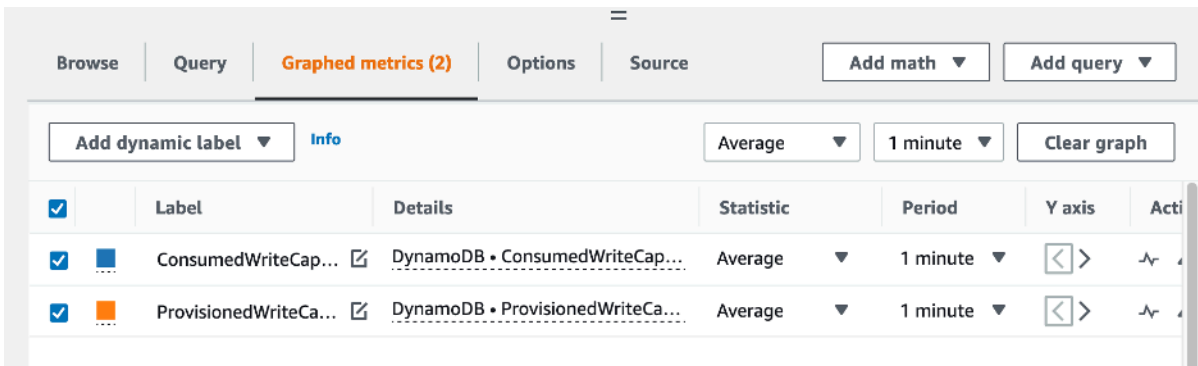 Browse Query Graphed metrics (2) Options Source Add math Add query
Add dynamic label Info Average 1 minute Clear graph
Label Details Statistic Period Y axis Acti
ConsumedWriteCap... DynamoDB • ConsumedWriteCap... Average 1 minute
ProvisionedWriteCa... DynamoDB • ProvisionedWriteCa... Average 1 minute